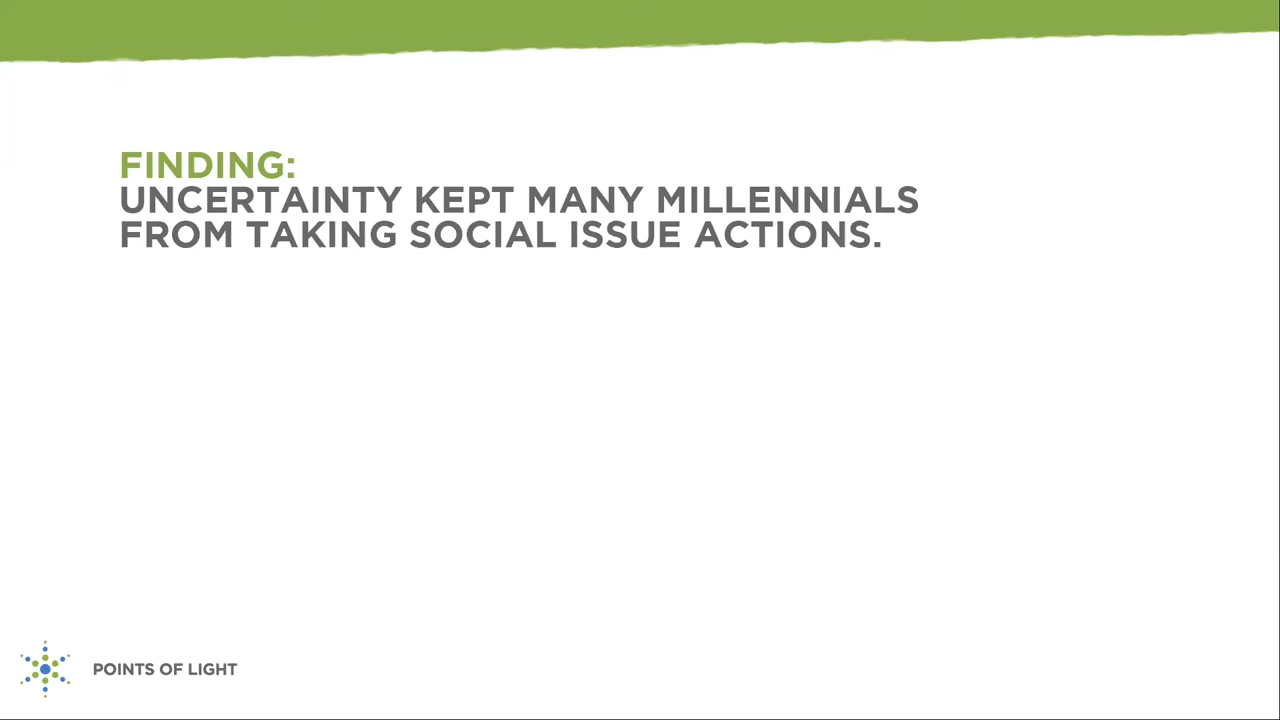 FINDING:
UNCERTAINTY KEPT MANY MILLENNIALS
FROM TAKING SOCIAL ISSUE ACTIONS.
POINTS OF LIGHT